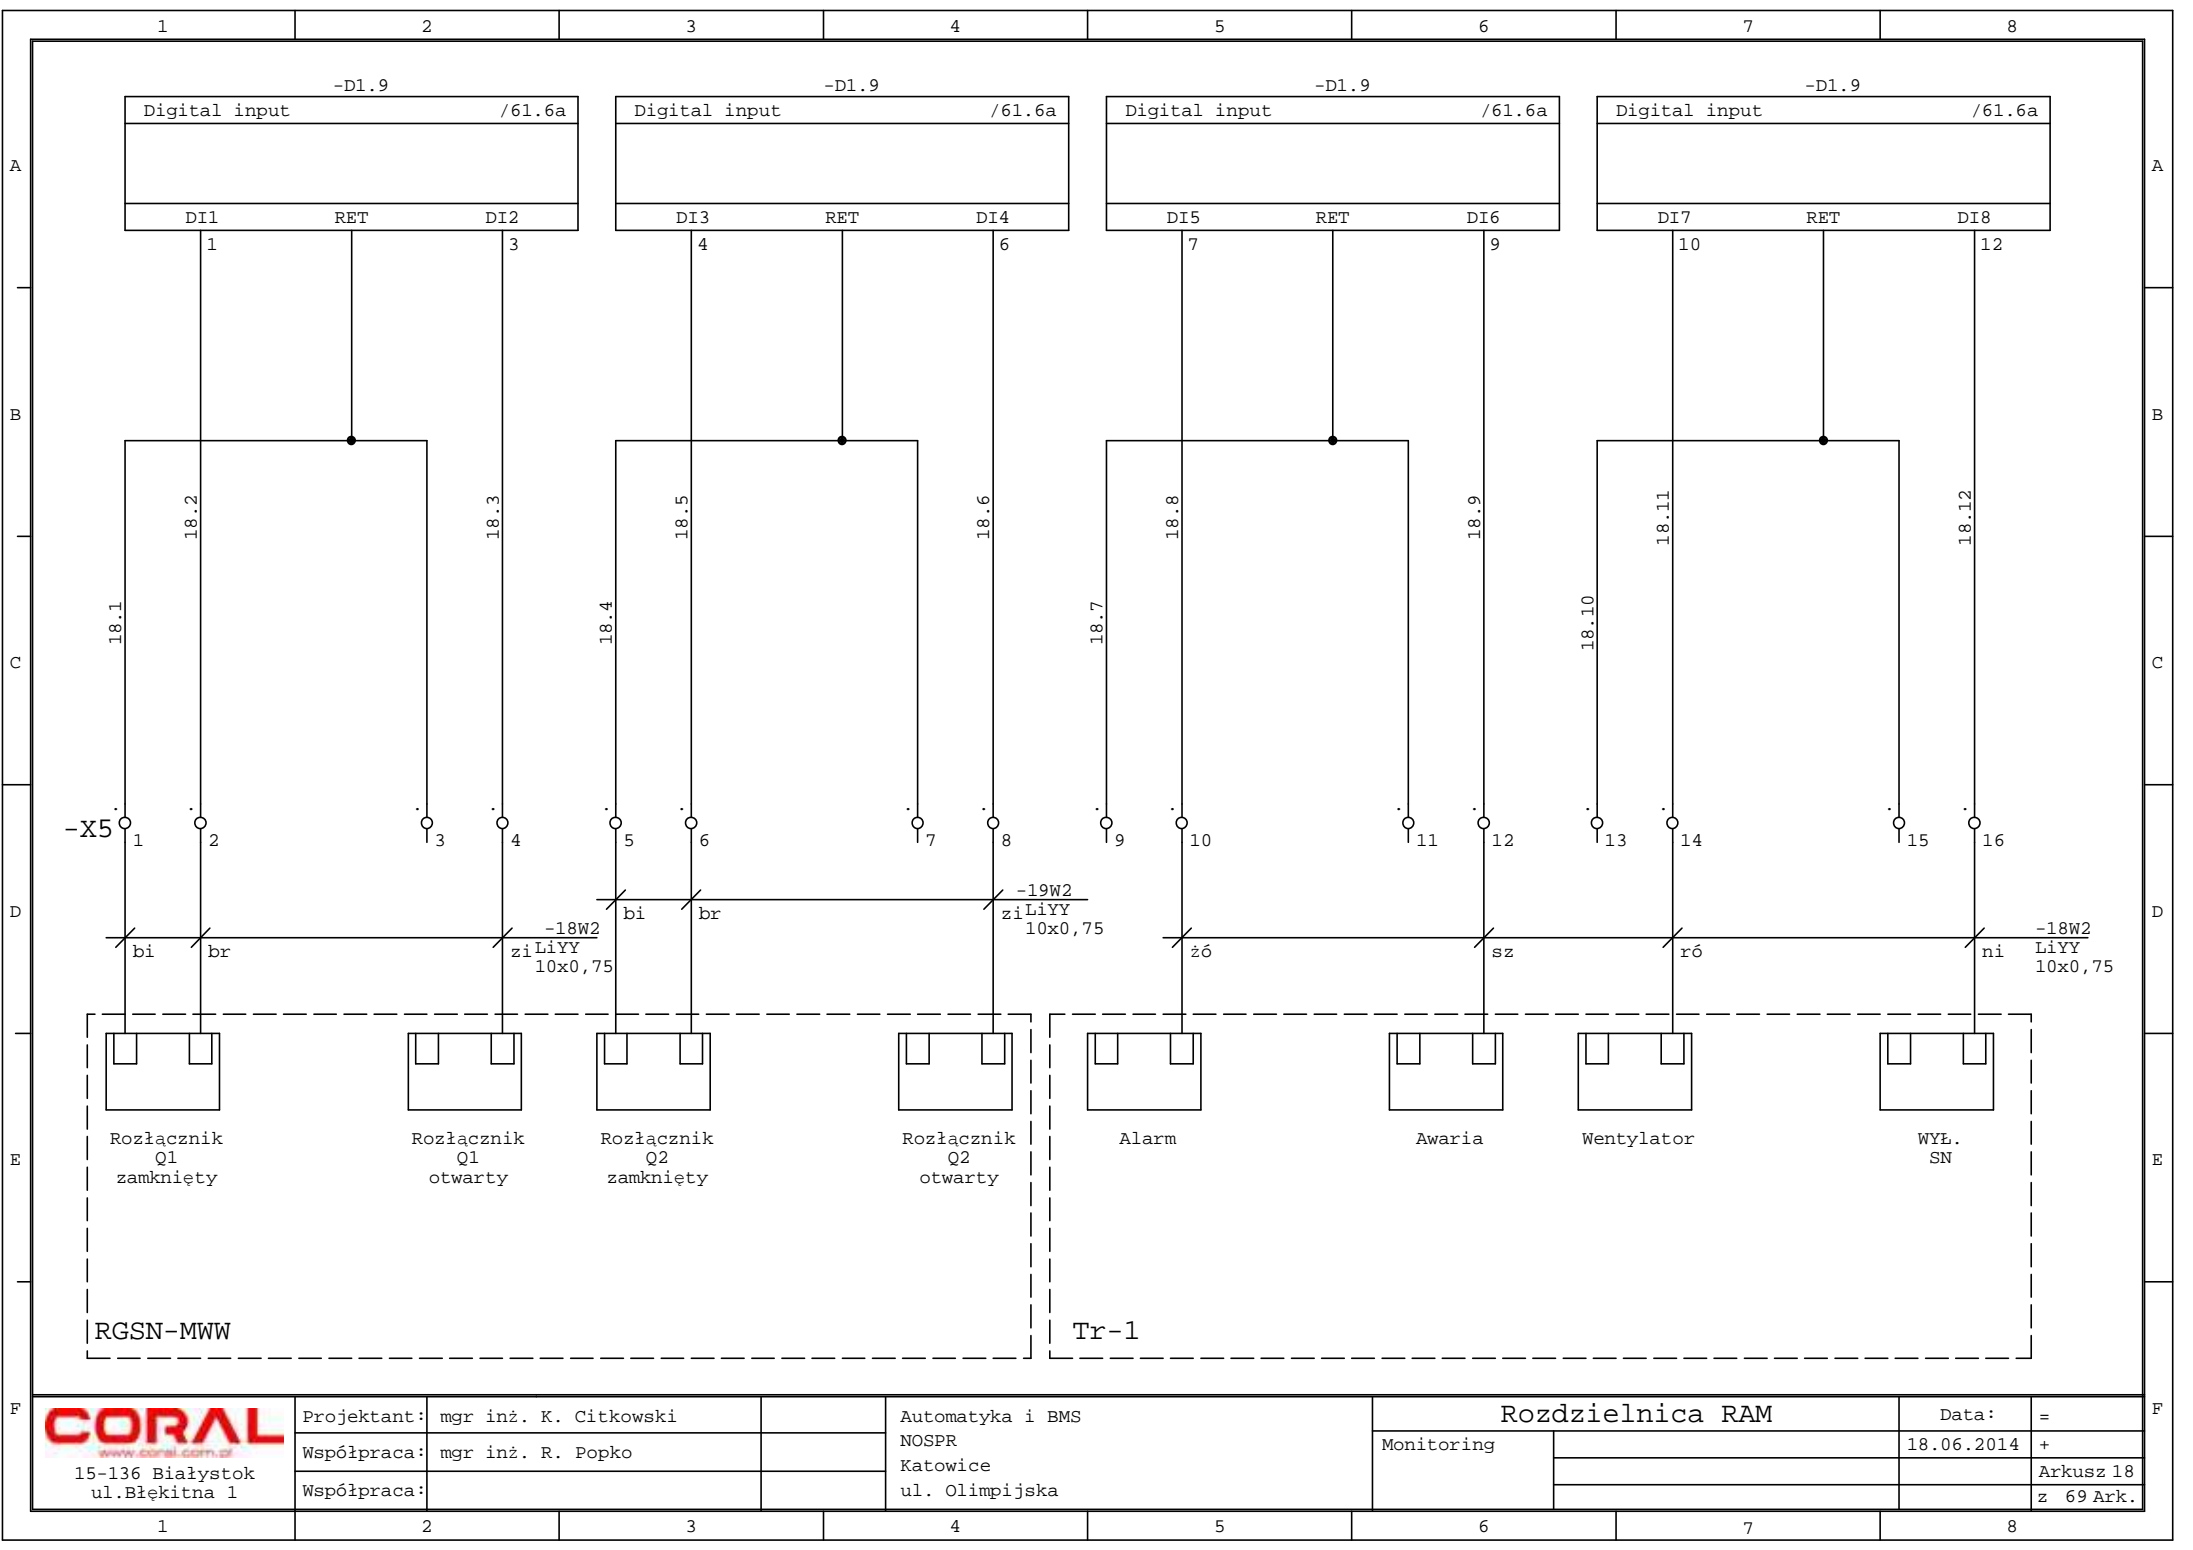 1 2 3 4 5 6 7 8
-D1.9 -D1.9 -D1.9 -D1.9
Digital input /61.6a Digital input /61.6a Digital input /61.6a Digital input /61.6a
A A
DI1 RET DI2 DI3 RET DI4 DI5 RET DI6 DI7 RET DI8
1 3 4 6 7 9 10 12
B B
18.2 18.3 18.5 18.6 18.8 18.9 18.11 18.12
18.1 18.4 18.7 18.10
C C
-X5 1 2 3 4 5 6 7 8 9 10 11 12 13 14 15 16
D D
-19W2
bi br zi LiYY
10x0,75
-18W2 -18W2
bi br zi LiYY żó sz ró ni LiYY
10x0,75 10x0,75
Rozłącznik Rozłącznik Rozłącznik Rozłącznik Alarm Awaria Wentylator WYŁ.
E Q1 Q1 Q2 Q2 SN E
zamknięty otwarty zamknięty otwarty
RGSN-MWW Tr-1
F F
CORAL
www.coral.com.pl
15-136 Białystok
ul.Błękitna 1
Projektant: mgr inż. K. Citkowski
Współpraca: mgr inż. R. Popko
Współpraca:
Automatyka i BMS
NOSPR
Katowice
ul. Olimpijska
Rozdzielnica RAM
Monitoring
Data: =
18.06.2014 +
Arkusz 18
z 69 Ark.
1 2 3 4 5 6 7 8